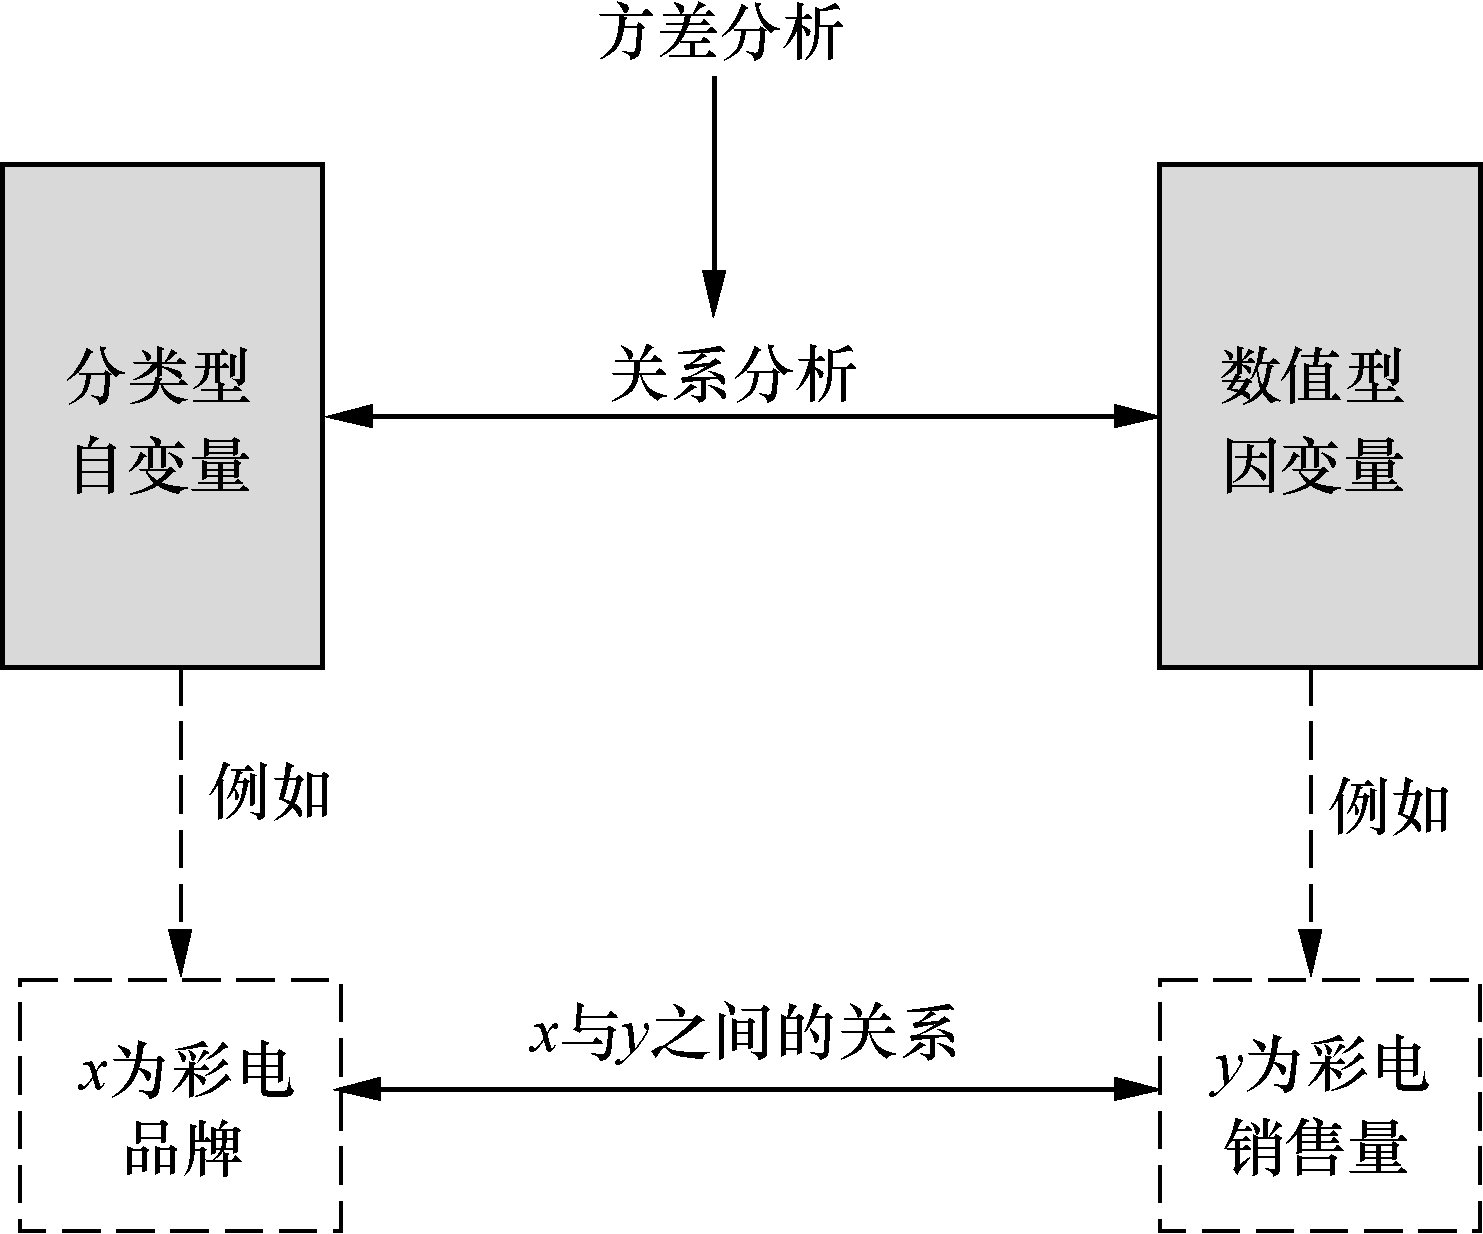 方差分析
分类型
自变量
关系分析
数值型
因变量
例如
例如
x与y之间的关系
x为彩电
品牌
y为彩电
销售量